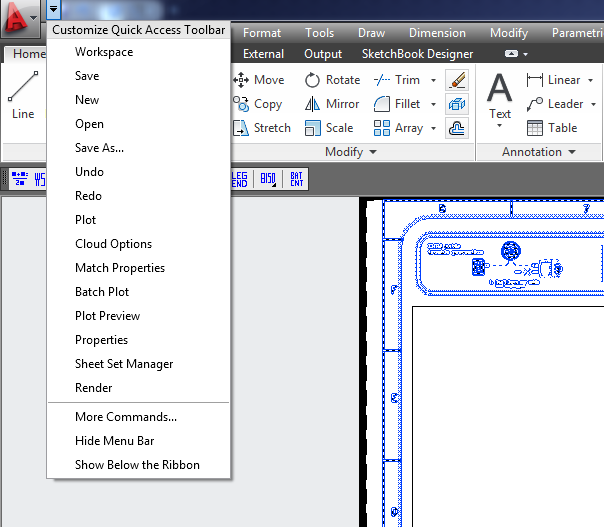 Customize Quick Access Toolbar
Workspace
Save
New
Open
Save As...
Undo
Redo
Plot
Cloud Options
Match Properties
Batch Plot
Plot Preview
Properties
Sheet Set Manager
Render
More Commands...
Hide Menu Bar
Show Below the Ribbon
Format Tools Draw Dimension Modify Parametri
Home External Output SketchBook Designer
Line
Move Rotate Trim
Copy Mirror Fillet
Stretch Scale Array
Modify
Text
Linear
Leader
Table
Annotation
LEG
END
BAT
CNT